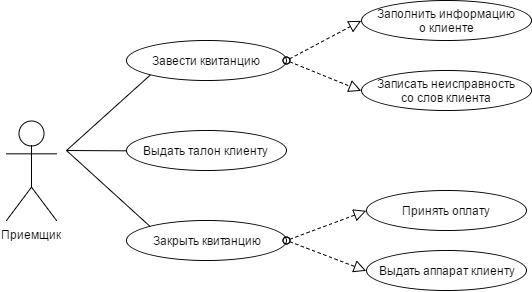 Заполнить информацию
о клиенте
Завести квитанцию
Записать неисправность
со слов клиента
Выдать талон клиенту
Приемщик
Принять оплату
Закрыть квитанцию
Выдать аппарат клиенту